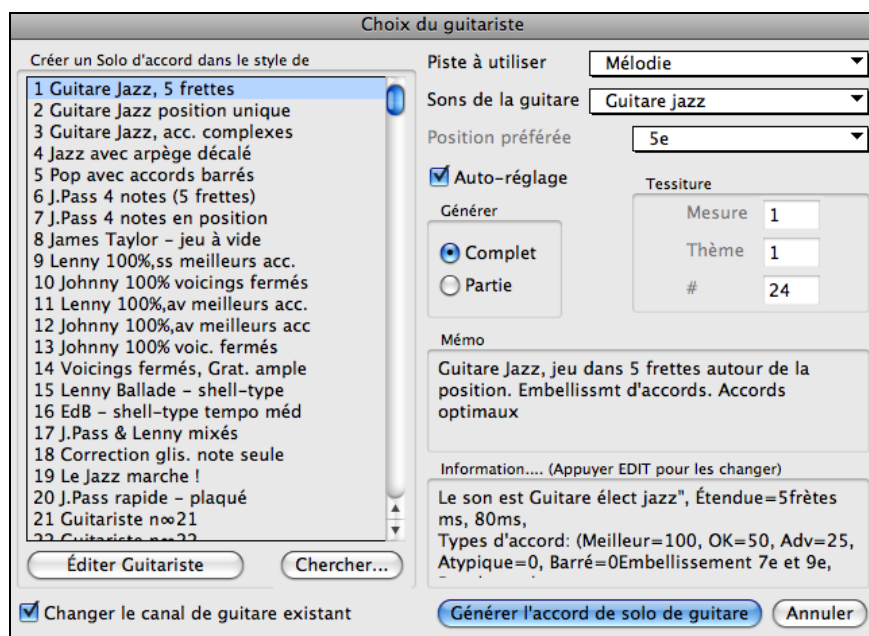 Choix du guitariste
Créer un Solo d'accord dans le style de
1 Guitare Jazz, 5 frettes
2 Guitare Jazz position unique
3 Guitare Jazz, acc. complexes
4 Jazz avec arpège décalé
5 Pop avec accords barrés
6 J.Pass 4 notes (5 frettes)
7 J.Pass 4 notes en position
8 James Taylor – jeu à vide
9 Lenny 100%,ss meilleurs acc.
10 Johnny 100% voicings fermés
11 Lenny 100%,av meilleurs acc.
12 Johnny 100%,av meilleurs acc
13 Johnny 100% voic. fermés
14 Voicings fermés, Grat. ample
15 Lenny Ballade – shell-type
16 EdB – shell-type tempo méd
17 J.Pass & Lenny mixés
18 Correction glis. note seule
19 Le Jazz marche !
20 J.Pass rapide – plaqué
21 Guitariste n∞21
22 Guitariste n∞22
Éditer Guitariste
Chercher...
Changer le canal de guitare existant
Piste à utiliser
Mélodie
Sons de la guitare
Guitare jazz
Position préférée
5e
Auto-réglage
Générer
Complet
Partie
Tessiture
Mesure 1
Thème 1
# 24
Mémo
Guitare Jazz, jeu dans 5 frettes autour de la
position. Embellissmt d'accords. Accords
optimaux
Information.... (Appuyer EDIT pour les changer)
Le son est Guitare élect jazz", Étendue=5frètes
ms, 80ms,
Types d'accord: (Meilleur=100, OK=50, Adv=25,
Atypique=0, Barré=0Embellissement 7e et 9e,
Générer l'accord de solo de guitare
Annuler